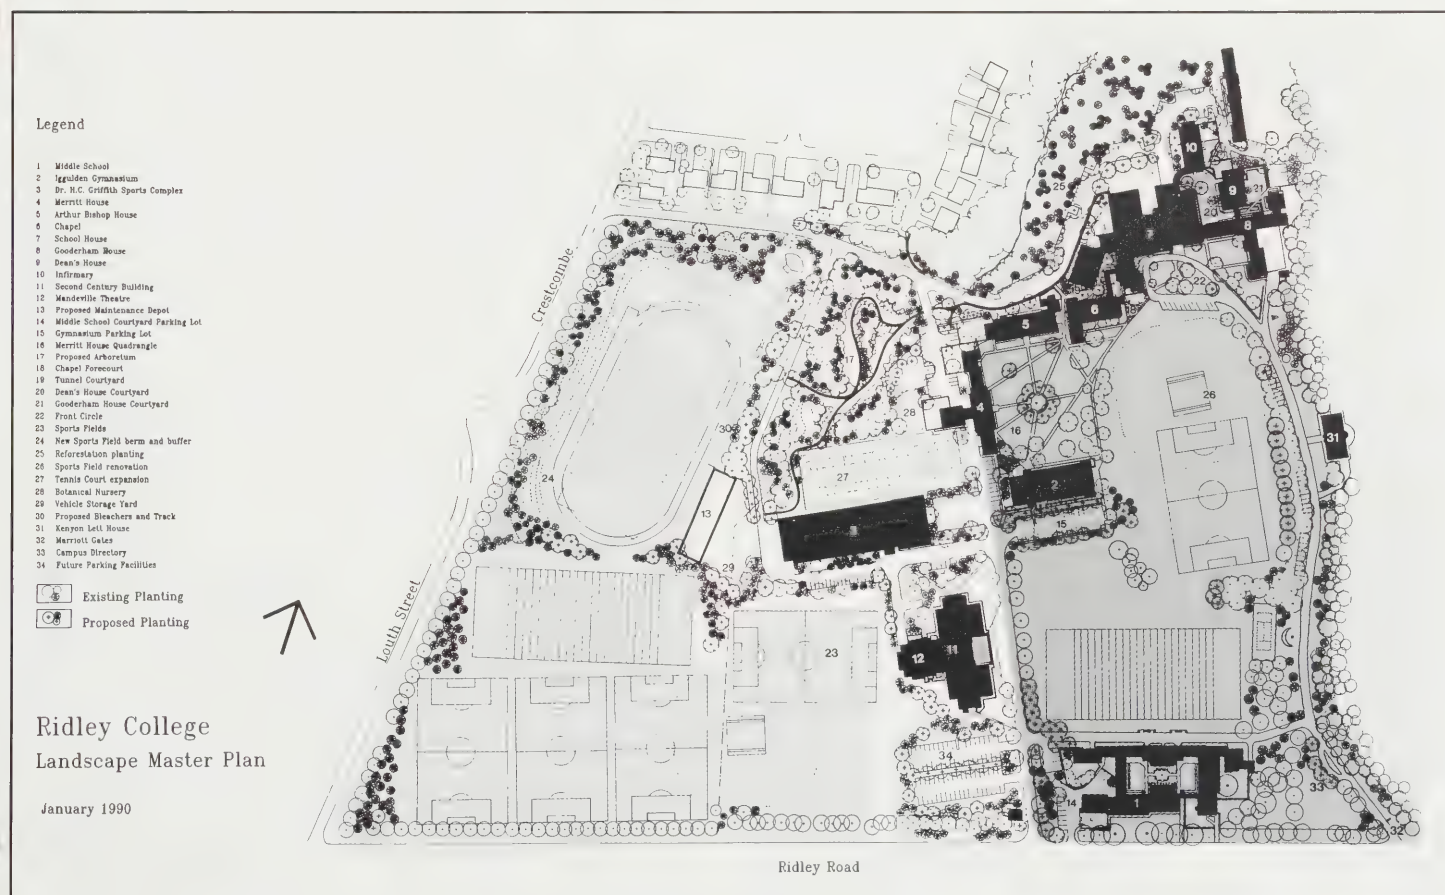 Legend
1 Middle School
2 Iggulden Gymnasium
3 Dr. H.C. Griffith Sports Complex
4 Merritt House
5 Arthur Bishop House
6 Chapel
7 School House
8 Gooderham House
9 Dean's House
10 Infirmary
11 Second Century Building
12 Mandeville Theatre
13 Proposed Maintenance Depot
14 Middle School Courtyard Parking Lot
15 Gymnasium Parking Lot
16 Merritt House Quadrangle
17 Proposed Arboretum
18 Chapel Forecourt
19 Tunnel Courtyard
20 Dean's House Courtyard
21 Gooderham House Courtyard
22 Front Circle
23 Sports Fields
24 New Sports Field berm and buffer
25 Reforestation planting
26 Sports Field renovation
27 Tennis Court expansion
28 Botanical Nursery
29 Vehicle Storage Yard
30 Proposed Bleachers and Track
31 Kenyon Lett House
32 Marriott Gates
33 Campus Directory
34 Future Parking Facilities
Existing Planting
Proposed Planting
Ridley College
Landscape Master Plan
January 1990
Crestcombe
Louth Street
Ridley Road
10
9
21
20
8
25
22
6
18
5
17
26
4
28
16
31
30
27
24
2
13
15
29
12
11
23
34
33
14
1
32